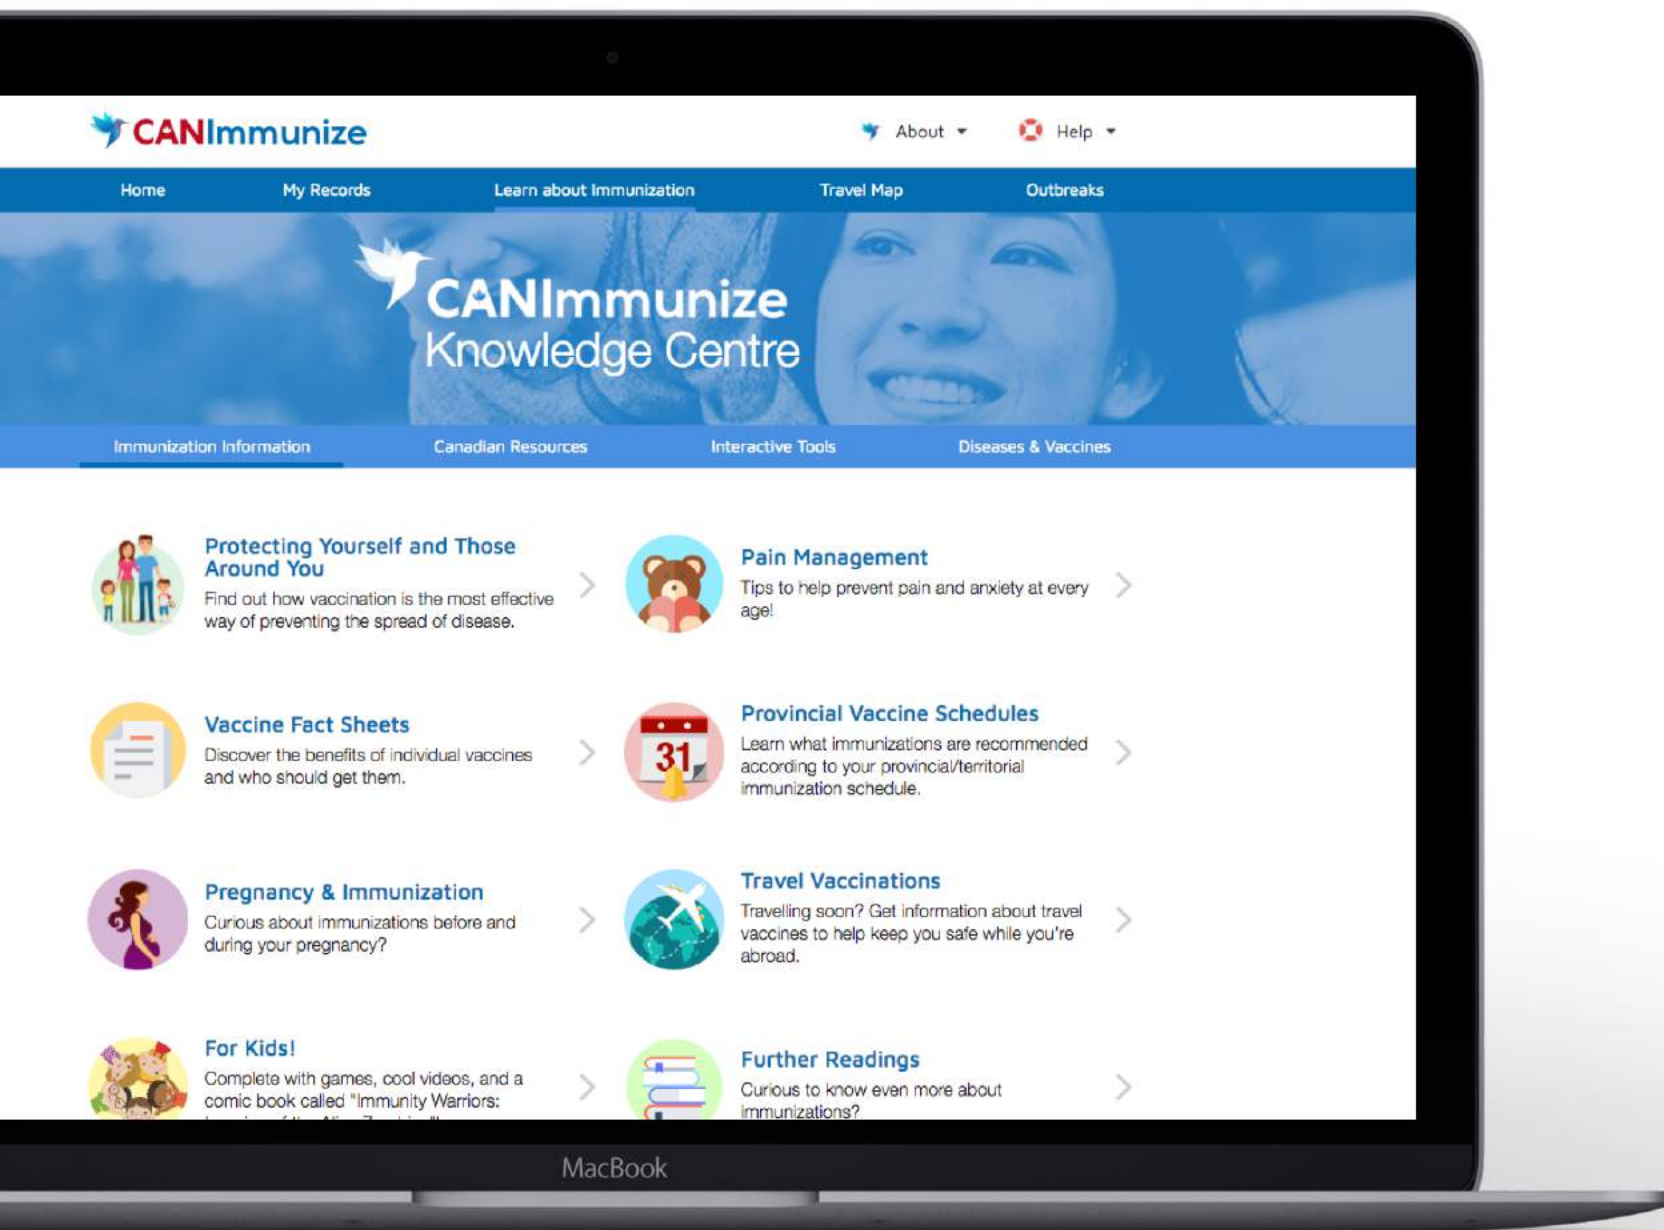 CANImmunize
About
Help
Home
My Records
Learn about Immunization
Travel Map
Outbreaks
CANImmunize
Knowledge Centre
Immunization Information
Canadian Resources
Interactive Tools
Diseases & Vaccines
Protecting Yourself and Those
Around You
Find out how vaccination is the most effective
way of preventing the spread of disease.
Pain Management
Tips to help prevent pain and anxiety at every
age!
Vaccine Fact Sheets
Discover the benefits of individual vaccines
and who should get them.
31
Provincial Vaccine Schedules
Learn what immunizations are recommended
according to your provincial/territorial
immunization schedule.
Pregnancy & Immunization
Curious about immunizations before and
during your pregnancy?
Travel Vaccinations
Travelling soon? Get information about travel
vaccines to help keep you safe while you're
abroad.
For Kids!
Complete with games, cool videos, and a
comic book called "Immunity Warriors:
Further Readings
Curious to know even more about
immunizations?
MacBook